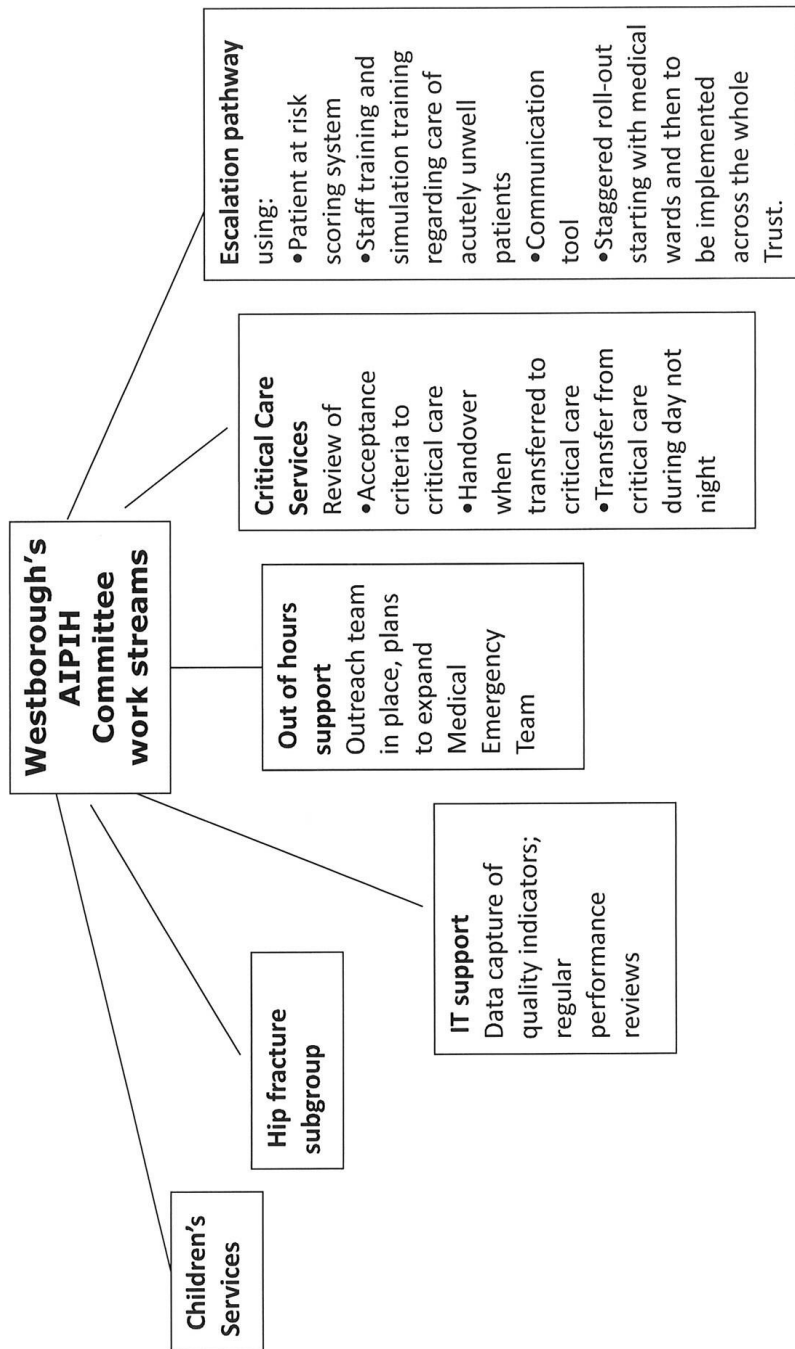 Westborough's
AIPIH
Committee
work streams
Children's
Services
Hip fracture
subgroup
IT support
Data capture of
quality indicators;
regular
performance
reviews
Out of hours
support
Outreach team
in place, plans
to expand
Medical
Emergency
Team
Critical Care
Services
Review of
•Acceptance
criteria to
critical care
•Handover
when
transferred to
critical care
•Transfer from
critical care
during day not
night
Escalation pathway
using:
•Patient at risk
scoring system
•Staff training and
simulation training
regarding care of
acutely unwell
patients
•Communication
tool
•Staggered roll-out
starting with medical
wards and then to
be implemented
across the whole
Trust.